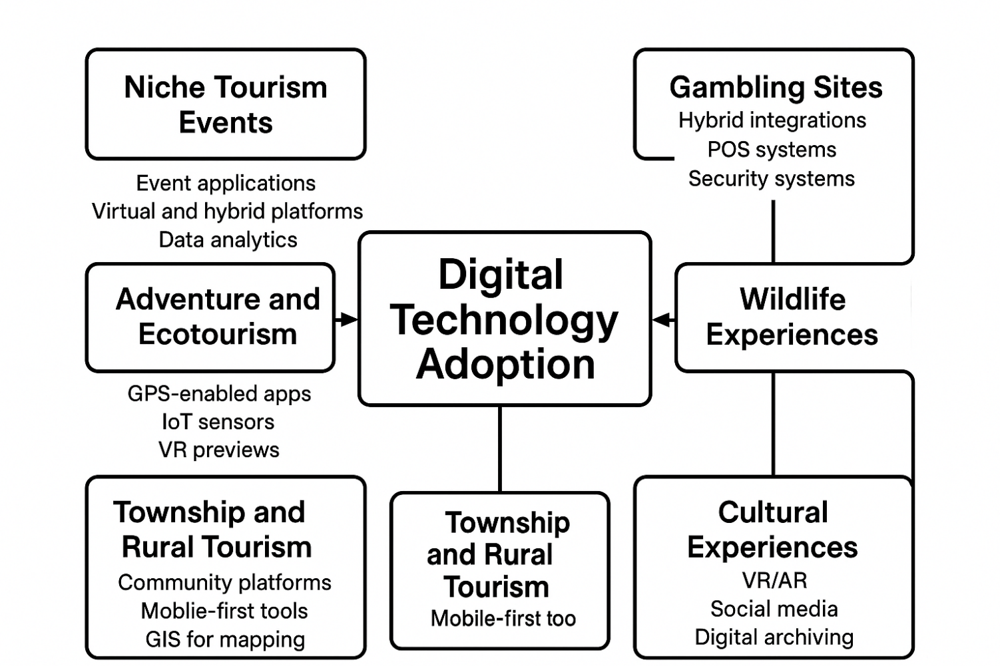 Niche Tourism
Events
Event applications
Virtual and hybrid platforms
Data analytics
Gambling Sites
Hybrid integrations
POS systems
Security systems
Adventure and
Ecotourism
GPS-enabled apps
IoT sensors
VR previews
Digital
Technology
Adoption
Wildlife
Experiences
Township and
Rural Tourism
Community platforms
Moblie-first tools
GIS for mapping
Township
and Rural
Tourism
Mobile-first too
Cultural
Experiences
VR/AR
Social media
Digital archiving